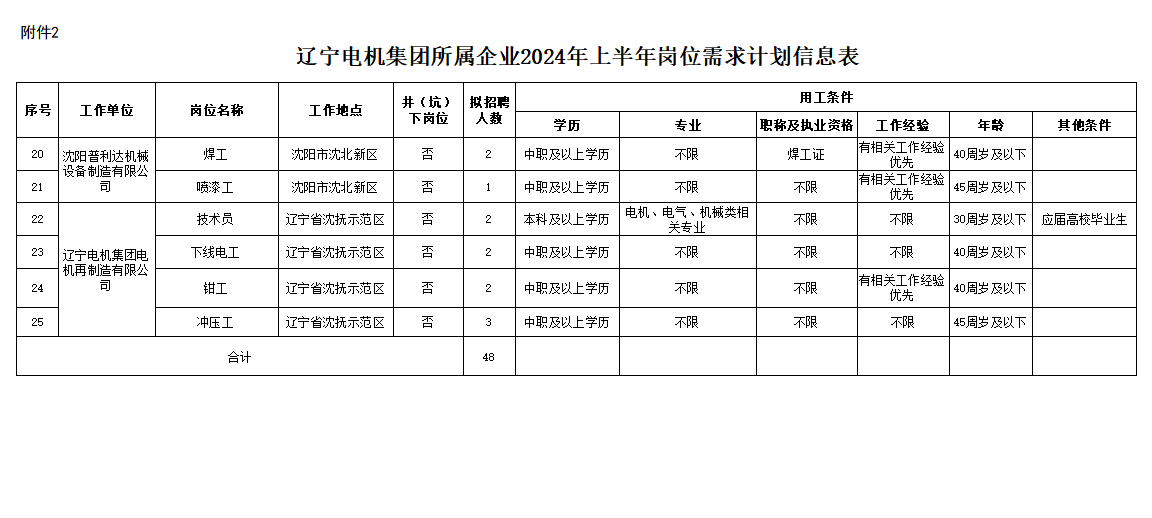 附件2
辽宁电机集团所属企业2024年上半年岗位需求计划信息表
序号 工作单位 岗位名称 工作地点 井（坑）下岗位 拟招聘人数 用工条件
学历 专业 职称及执业资格 工作经验 年龄 其他条件
20 沈阳普利达机械设备制造有限公司 焊工 沈阳市沈北新区 否 2 中职及以上学历 不限 焊工证 有相关工作经验优先 40周岁及以下
21 喷漆工 沈阳市沈北新区 否 1 中职及以上学历 不限 不限 有相关工作经验优先 45周岁及以下
22 辽宁电机集团电机再制造有限公司 技术员 辽宁省沈抚示范区 否 2 本科及以上学历 电机、电气、机械类相关专业 不限 不限 30周岁及以下 应届高校毕业生
23 下线电工 辽宁省沈抚示范区 否 2 中职及以上学历 不限 不限 不限 40周岁及以下
24 钳工 辽宁省沈抚示范区 否 2 中职及以上学历 不限 不限 有相关工作经验优先 40周岁及以下
25 冲压工 辽宁省沈抚示范区 否 3 中职及以上学历 不限 不限 不限 45周岁及以下
合计 48